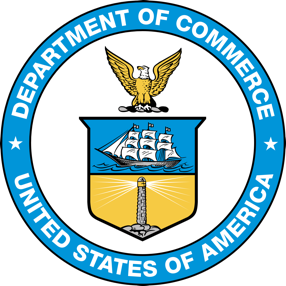 DEPARTMENT OF COMMERCE
UNITED STATES OF AMERICA